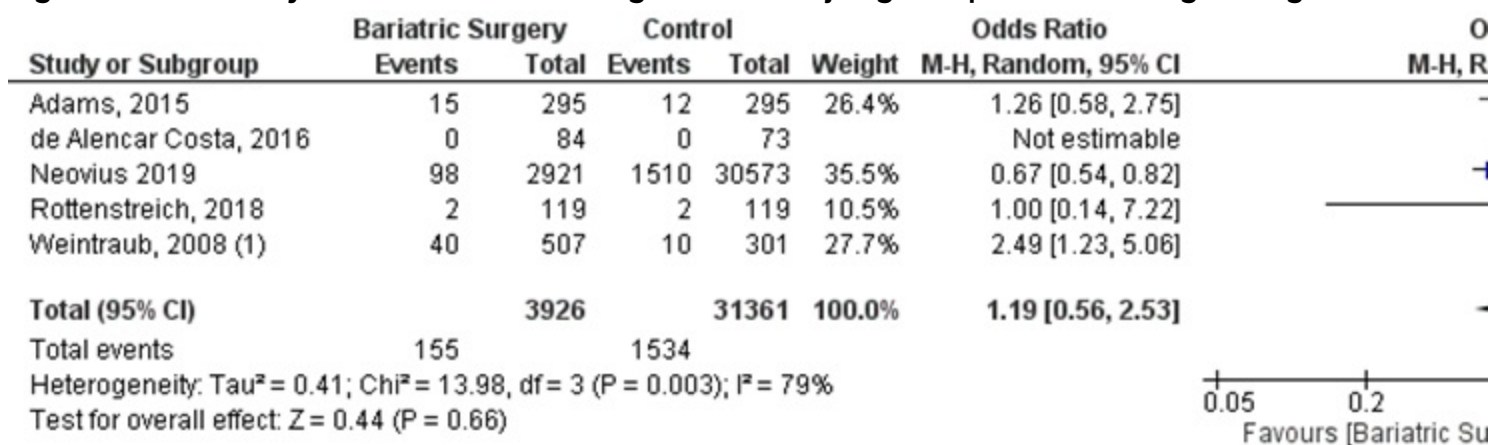 Bariatric Surgery Control Odds Ratio O
Study or Subgroup Events Total Events Total Weight M-H, Random, 95% CI M-H, R
Adams, 2015 15 295 12 295 26.4% 1.26 [0.58, 2.75]
de Alencar Costa, 2016 0 84 0 73 Not estimable
Neovius 2019 98 2921 1510 30573 35.5% 0.67 [0.54, 0.82]
Rottenstreich, 2018 2 119 2 119 10.5% 1.00 [0.14, 7.22]
Weintraub, 2008 (1) 40 507 10 301 27.7% 2.49 [1.23, 5.06]
Total (95% CI) 3926 31361 100.0% 1.19 [0.56, 2.53]
Total events 155 1534
Heterogeneity: Tau² = 0.41; Chi² = 13.98, df = 3 (P = 0.003); I² = 79%
Test for overall effect: Z = 0.44 (P = 0.66)
0.05 0.2
Favours [Bariatric Su